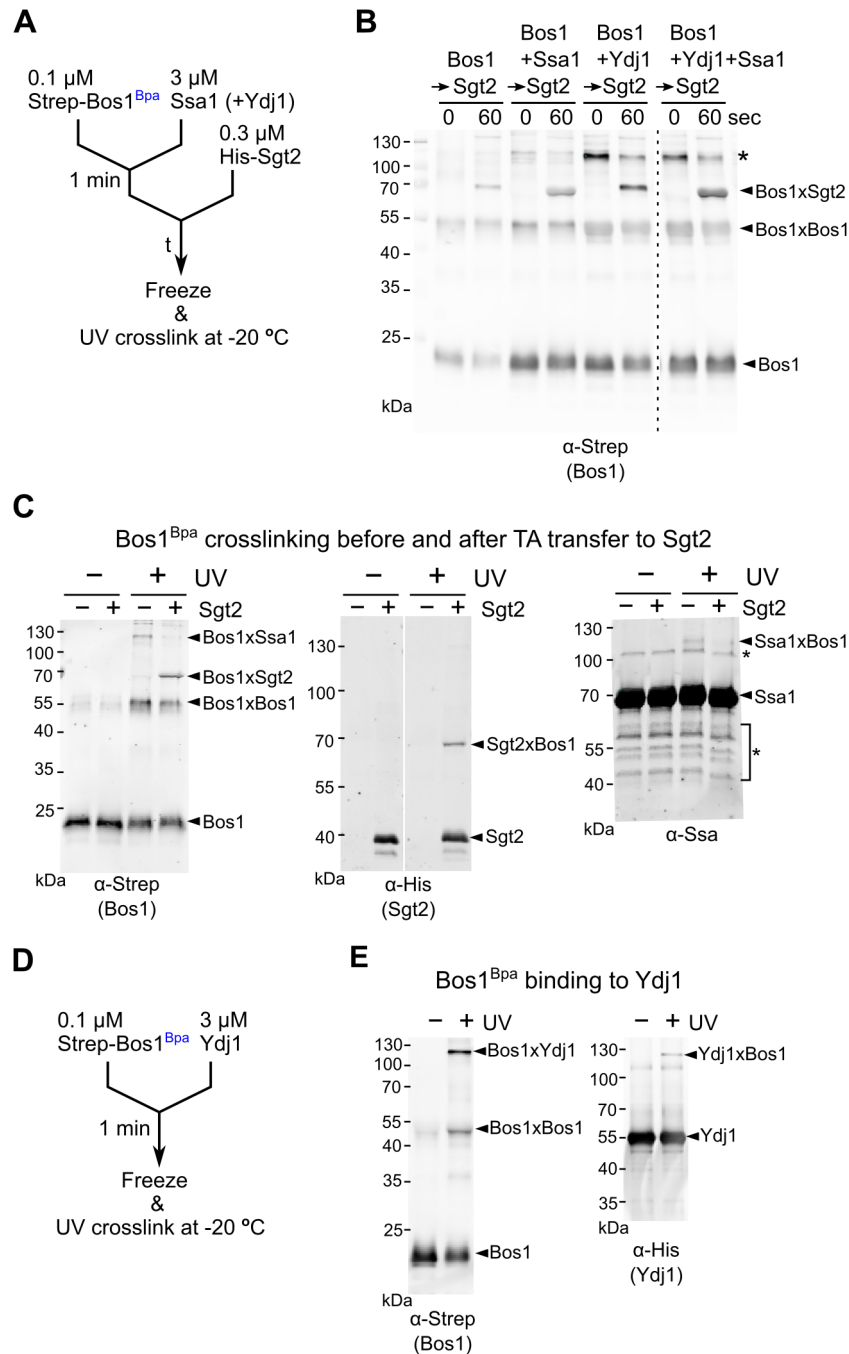 A
0.1 µM
Strep-Bos1Bpa
3 µM
Ssa1 (+Ydj1)
0.3 µM
His-Sgt2
1 min
t
Freeze
&
UV crosslink at -20 ºC
B
Bos1
→Sgt2
Bos1
+Ssa1
→Sgt2
Bos1
+Ydj1
→Sgt2
Bos1
+Ydj1+Ssa1
→Sgt2
0 60 0 60 0 60 0 60 sec
130
100
70
55
40
35
25
kDa
*
Bos1xSgt2
Bos1xBos1
Bos1
α-Strep
(Bos1)
C
Bos1Bpa crosslinking before and after TA transfer to Sgt2
− + UV
− + − + Sgt2
130
100
70
55
40
35
25
kDa
Bos1xSsa1
Bos1xSgt2
Bos1xBos1
Bos1
α-Strep
(Bos1)
− + UV
− + − + Sgt2
130
100
70
55
40
kDa
Sgt2xBos1
Sgt2
α-His
(Sgt2)
− + UV
− + − + Sgt2
130
100
70
55
40
kDa
Ssa1xBos1
*
Ssa1
*
α-Ssa
D
0.1 µM
Strep-Bos1Bpa
3 µM
Ydj1
1 min
Freeze
&
UV crosslink at -20 ºC
E
Bos1Bpa binding to Ydj1
− + UV
130
100
70
55
40
35
25
kDa
Bos1xYdj1
Bos1xBos1
Bos1
α-Strep
(Bos1)
− + UV
130
100
70
55
40
35
kDa
Ydj1xBos1
Ydj1
α-His
(Ydj1)